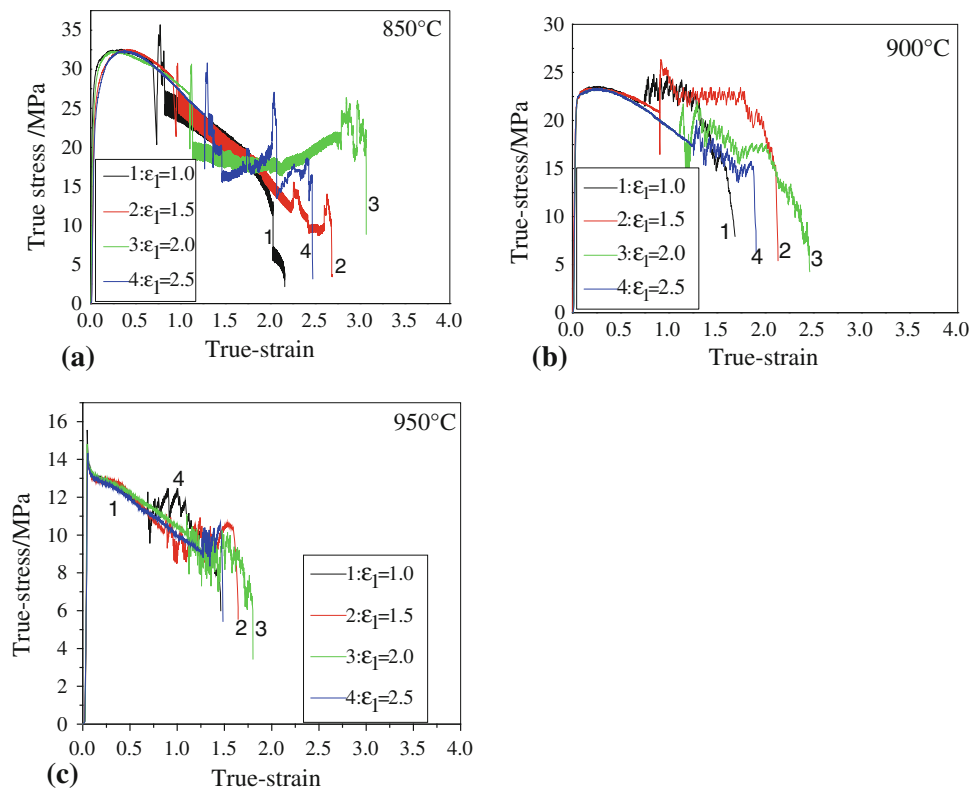 850°C
True stress /MPa
35
30
25
20
15
10
5
0
1:ε1=1.0
2:ε1=1.5
3:ε1=2.0
4:ε1=2.5
1
4
2
3
0.0 0.5 1.0 1.5 2.0 2.5 3.0 3.5 4.0
True-strain
(a)
900°C
True-stress/MPa
30
25
20
15
10
5
0
1:ε1=1.0
2:ε1=1.5
3:ε1=2.0
4:ε1=2.5
1
4
2
3
0.0 0.5 1.0 1.5 2.0 2.5 3.0 3.5 4.0
True-strain
(b)
950°C
True-stress/MPa
16
14
12
10
8
6
4
2
0
1
4
2
3
1:ε1=1.0
2:ε1=1.5
3:ε1=2.0
4:ε1=2.5
0.0 0.5 1.0 1.5 2.0 2.5 3.0 3.5 4.0
True-strain
(c)